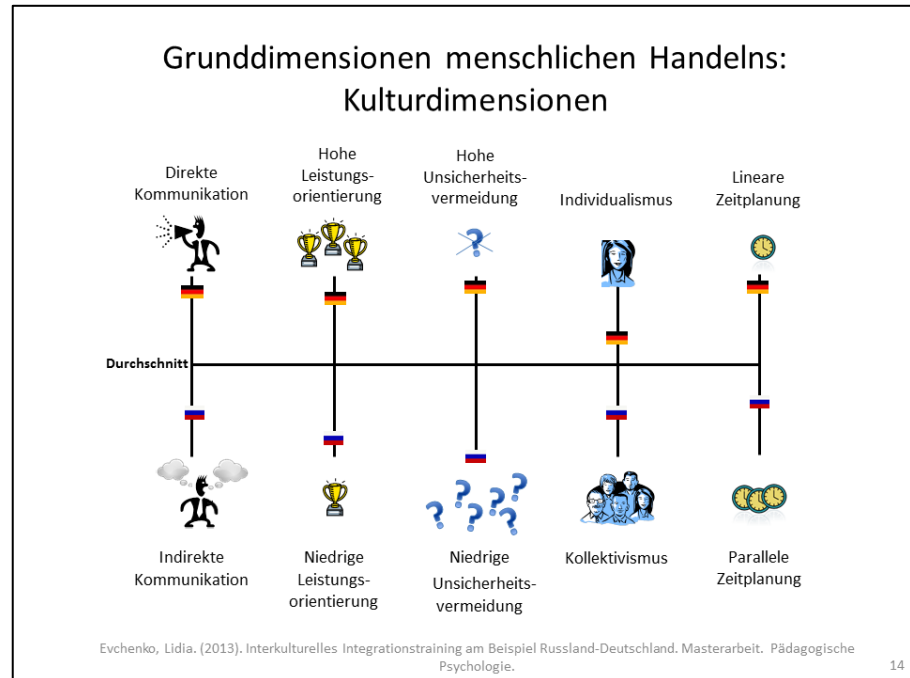 Grunddimensionen menschlichen Handelns:
Kulturdimensionen
Direkte
Kommunikation
Hohe
Leistungs-
orientierung
Hohe
Unsicherheits-
vermeidung
Individualismus
Lineare
Zeitplanung
Durchschnitt
Indirekte
Kommunikation
Niedrige
Leistungs-
orientierung
Niedrige
Unsicherheits-
vermeidung
Kollektivismus
Parallele
Zeitplanung
Evchenko, Lidia. (2013). Interkulturelles Integrationstraining am Beispiel Russland-Deutschland. Masterarbeit. Pädagogische
Psychologie.
14